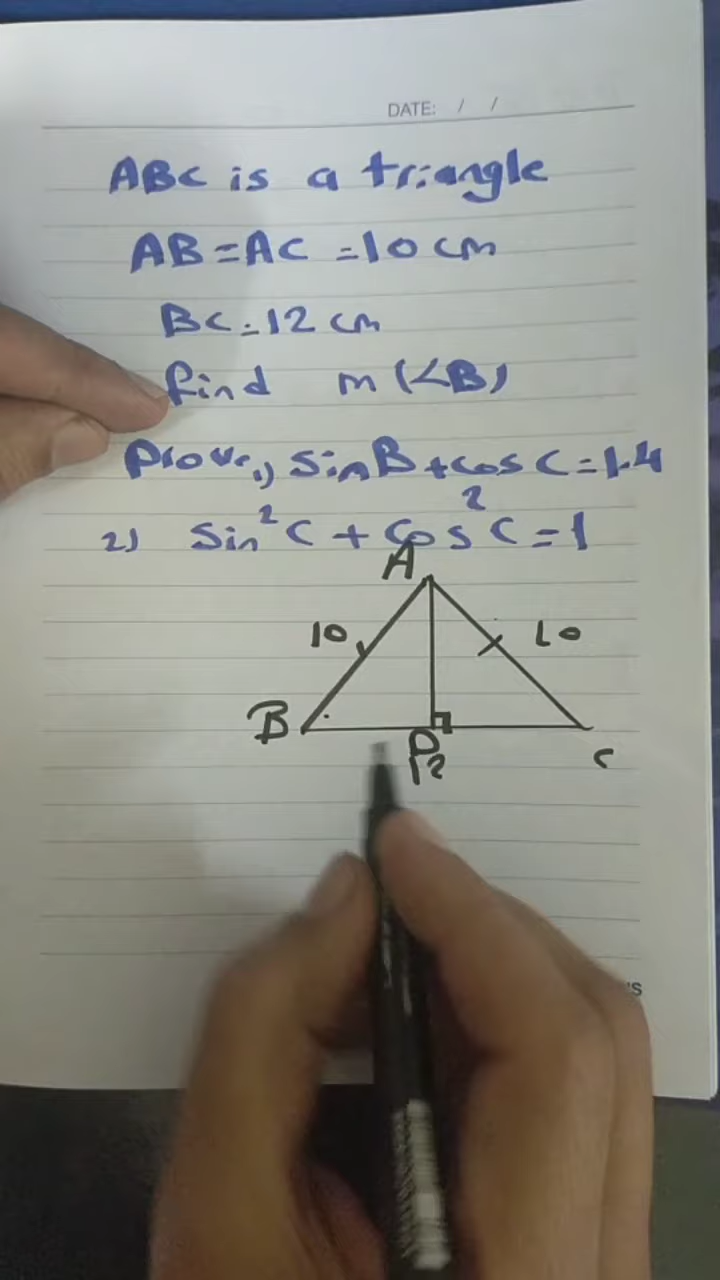 DATE: / /
ABC is a triangle
AB = AC = 10 cm
BC = 12 cm
find m (<B)
Prove, 1) sin B + cos C = 1.4
2) sin² C + cos² C = 1
A
10 10
B D C
12